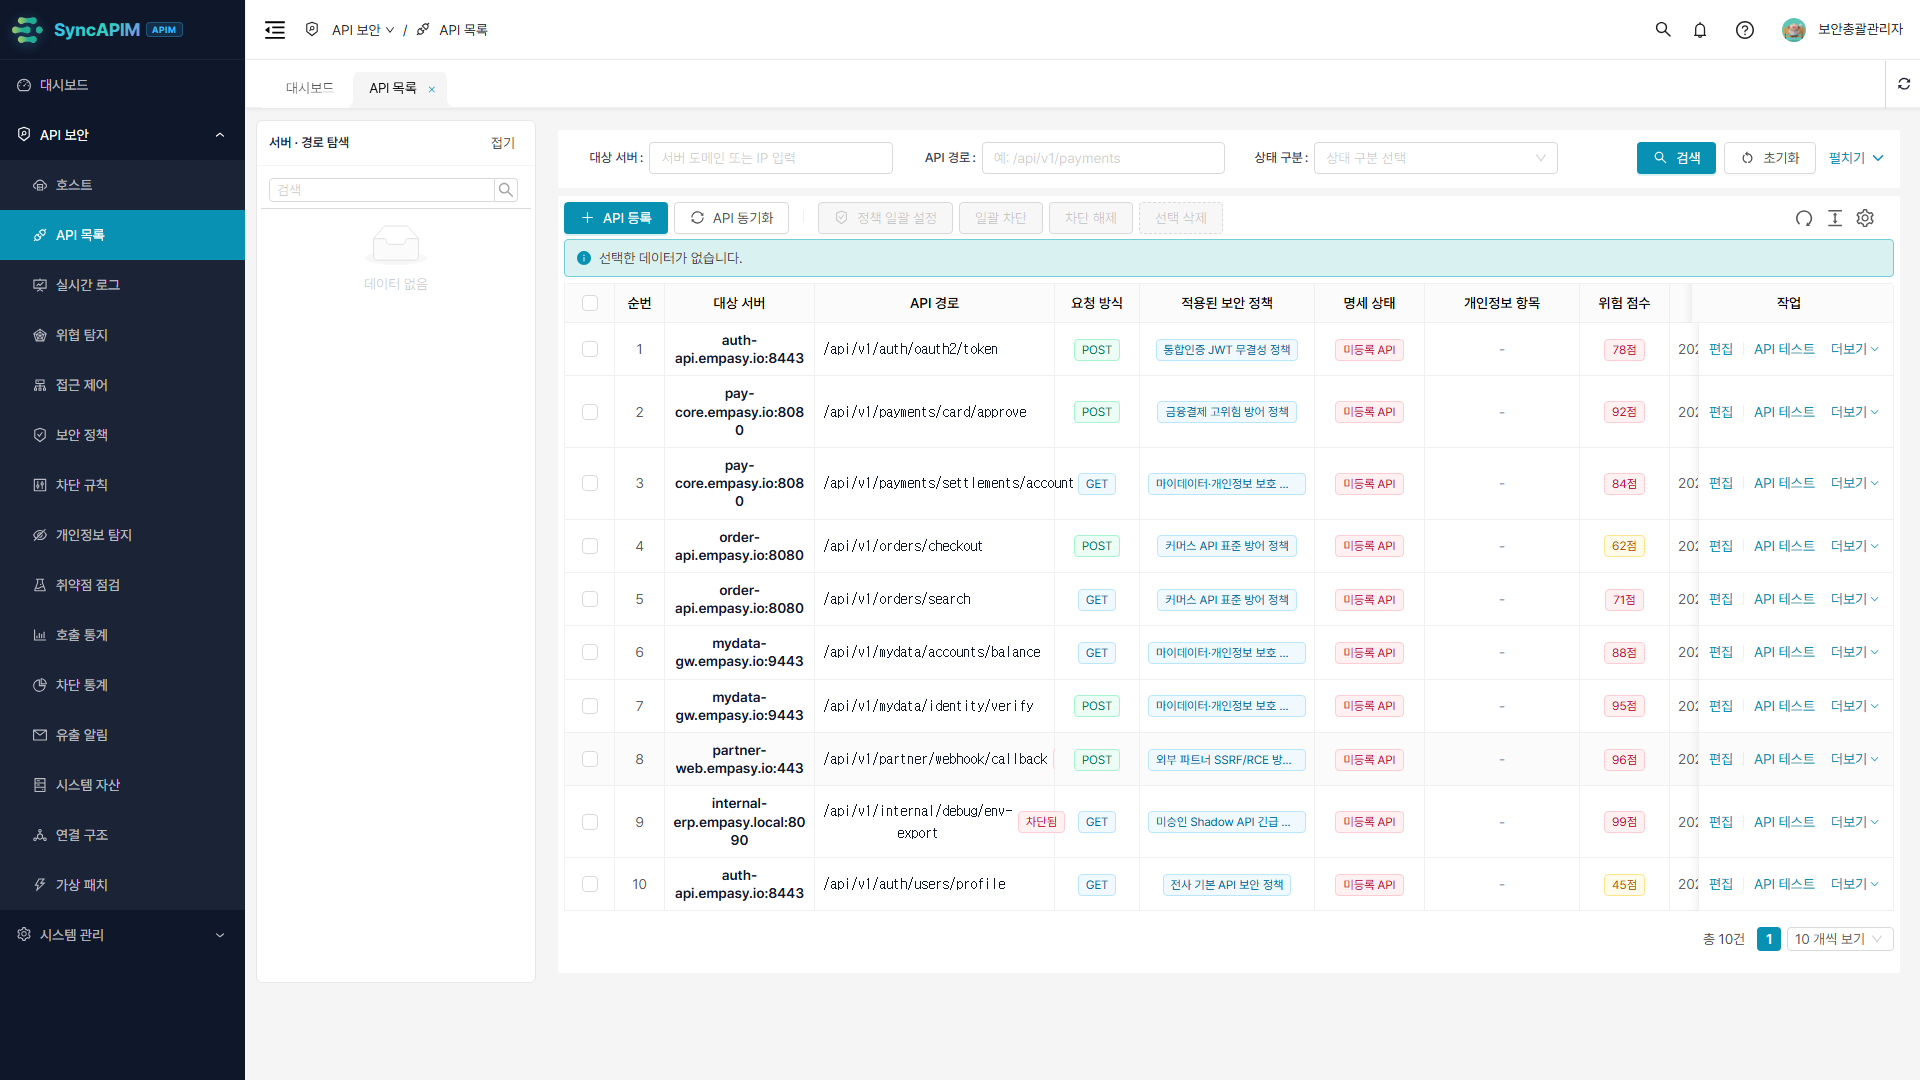 SyncAPIM APIM
대시보드
API 보안
호스트
API 목록
실시간 로그
위협 탐지
접근 제어
보안 정책
차단 규칙
개인정보 탐지
취약점 점검
호출 통계
차단 통계
유출 알림
시스템 자산
연결 구조
가상 패치
시스템 관리
API 보안 / API 목록
보안총괄관리자
대시보드 API 목록 ×
서버 · 경로 탐색 접기
검색
데이터 없음
대상 서버 : 서버 도메인 또는 IP 입력 API 경로 : 예: /api/v1/payments 상태 구분 : 상태 구분 선택 검색 초기화 펼치기
API 등록 API 동기화 정책 일괄 설정 일괄 차단 차단 해제 선택 삭제
선택한 데이터가 없습니다.
순번 대상 서버 API 경로 요청 방식 적용된 보안 정책 명세 상태 개인정보 항목 위험 점수 작업
1 auth-
api.empasy.io:8443 /api/v1/auth/oauth2/token POST 통합인증 JWT 무결성 정책 미등록 API - 78점 202 편집 API 테스트 더보기
2 pay-
core.empasy.io:808
0 /api/v1/payments/card/approve POST 금융결제 고위험 방어 정책 미등록 API - 92점 202 편집 API 테스트 더보기
3 pay-
core.empasy.io:808
0 /api/v1/payments/settlements/account GET 마이데이터·개인정보 보호 ... 미등록 API - 84점 202 편집 API 테스트 더보기
4 order-
api.empasy.io:8080 /api/v1/orders/checkout POST 커머스 API 표준 방어 정책 미등록 API - 62점 202 편집 API 테스트 더보기
5 order-
api.empasy.io:8080 /api/v1/orders/search GET 커머스 API 표준 방어 정책 미등록 API - 71점 202 편집 API 테스트 더보기
6 mydata-
gw.empasy.io:9443 /api/v1/mydata/accounts/balance GET 마이데이터·개인정보 보호 ... 미등록 API - 88점 202 편집 API 테스트 더보기
7 mydata-
gw.empasy.io:9443 /api/v1/mydata/identity/verify POST 마이데이터·개인정보 보호 ... 미등록 API - 95점 202 편집 API 테스트 더보기
8 partner-
web.empasy.io:443 /api/v1/partner/webhook/callback POST 외부 파트너 SSRF/RCE 방... 미등록 API - 96점 202 편집 API 테스트 더보기
9 internal-
erp.empasy.local:80
90 /api/v1/internal/debug/env-
export 차단됨 GET 미승인 Shadow API 긴급 ... 미등록 API - 99점 202 편집 API 테스트 더보기
10 auth-
api.empasy.io:8443 /api/v1/auth/users/profile GET 전사 기본 API 보안 정책 미등록 API - 45점 202 편집 API 테스트 더보기
총 10건 1 10 개씩 보기